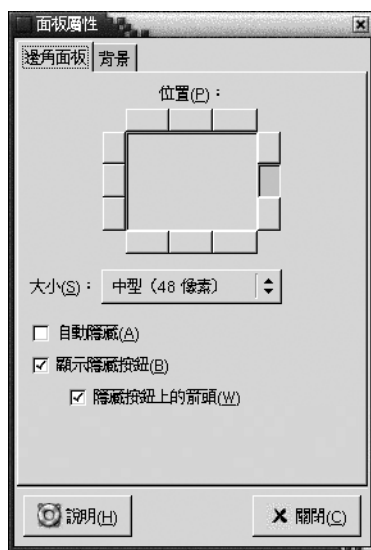 面板屬性
邊角面板 背景
位置(P)：
大小(S)： 中型（48 像素）
自動隱藏(A)
顯示隱藏按鈕(B)
隱藏按鈕上的箭頭(W)
說明(H) 關閉(C)